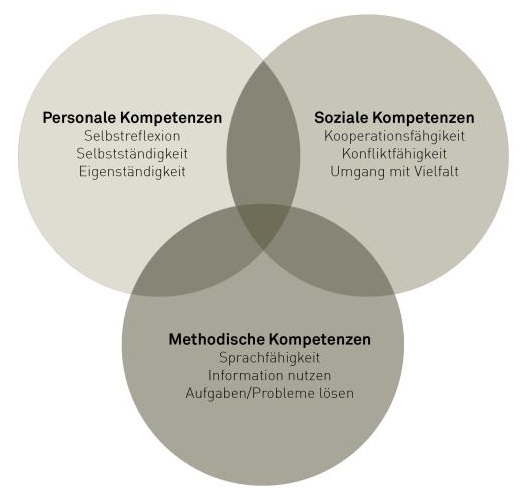 Personale Kompetenzen
Selbstreflexion
Selbstständigkeit
Eigenständigkeit
Soziale Kompetenzen
Kooperationsfähgikeit
Konfliktfähigkeit
Umgang mit Vielfalt
Methodische Kompetenzen
Sprachfähigkeit
Information nutzen
Aufgaben/Probleme lösen